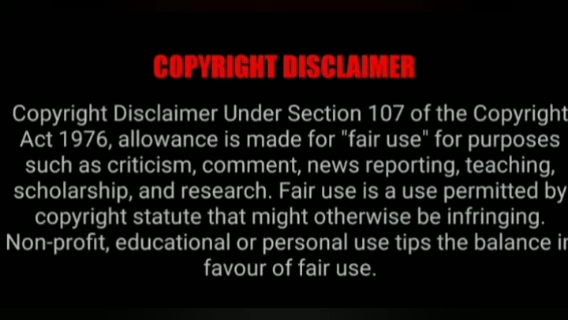 COPYRIGHT DISCLAIMER
Copyright Disclaimer Under Section 107 of the Copyright
Act 1976, allowance is made for "fair use" for purposes
such as criticism, comment, news reporting, teaching,
scholarship, and research. Fair use is a use permitted by
copyright statute that might otherwise be infringing.
Non-profit, educational or personal use tips the balance in
favour of fair use.